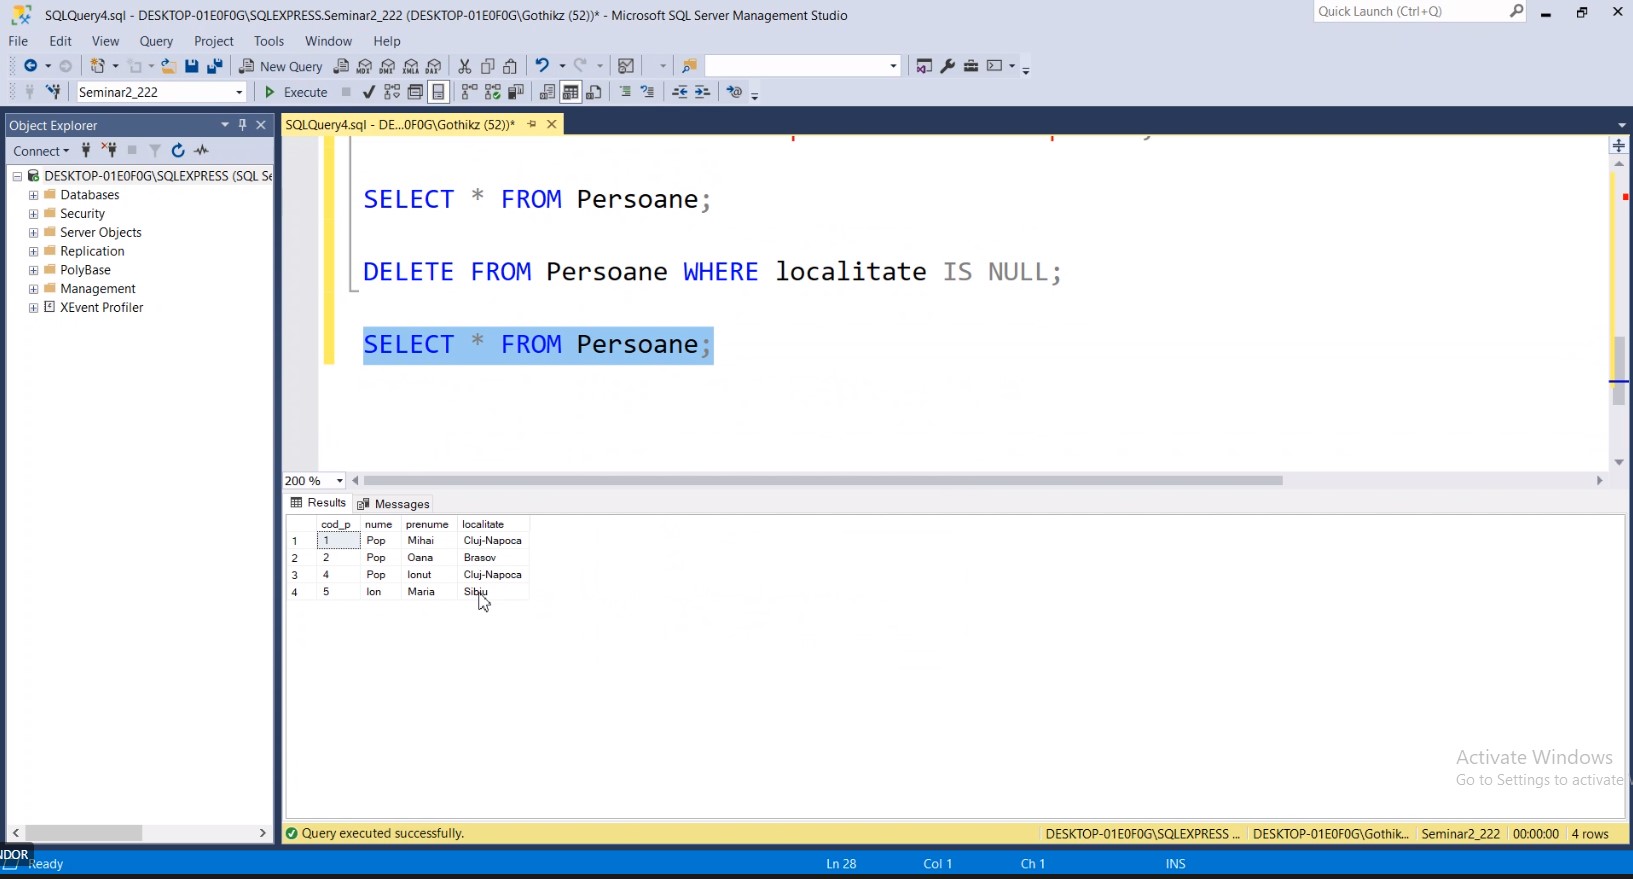 SQLQuery4.sql - DESKTOP-01E0F0G\SQLEXPRESS.Seminar2_222 (DESKTOP-01E0F0G\Gothikz (52))* - Microsoft SQL Server Management Studio
Quick Launch (Ctrl+Q)
File Edit View Query Project Tools Window Help
New Query
Seminar2_222 Execute
Object Explorer
SQLQuery4.sql - DE...0F0G\Gothikz (52))*
Connect
DESKTOP-01E0F0G\SQLEXPRESS (SQL Se
Databases
Security
Server Objects
Replication
PolyBase
Management
XEvent Profiler
SELECT * FROM Persoane;
DELETE FROM Persoane WHERE localitate IS NULL;
SELECT * FROM Persoane;
200 %
Results Messages
cod_p nume prenume localitate
1 1 Pop Mihai Cluj-Napoca
2 2 Pop Oana Brasov
3 4 Pop Ionut Cluj-Napoca
4 5 Ion Maria Sibiu
Activate Windows
Go to Settings to activate
Query executed successfully.
DESKTOP-01E0F0G\SQLEXPRESS ... DESKTOP-01E0F0G\Gothik... Seminar2_222 00:00:00 4 rows
NDOR
Ready Ln 28 Col 1 Ch 1 INS